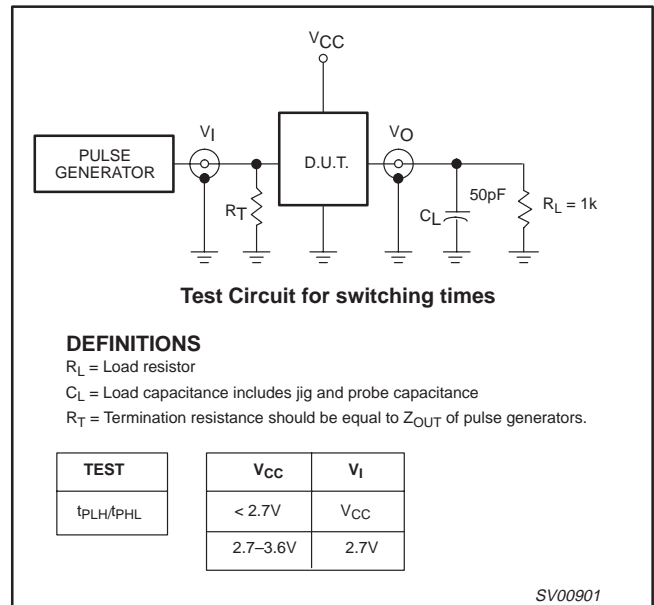 VCC
PULSE GENERATOR
VI
D.U.T.
VO
RT
50pF
CL
RL = 1k
Test Circuit for switching times
DEFINITIONS
RL = Load resistor
CL = Load capacitance includes jig and probe capacitance
RT = Termination resistance should be equal to ZOUT of pulse generators.
TEST
tPLH/tPHL
VCC VI
< 2.7V VCC
2.7–3.6V 2.7V
SV00901